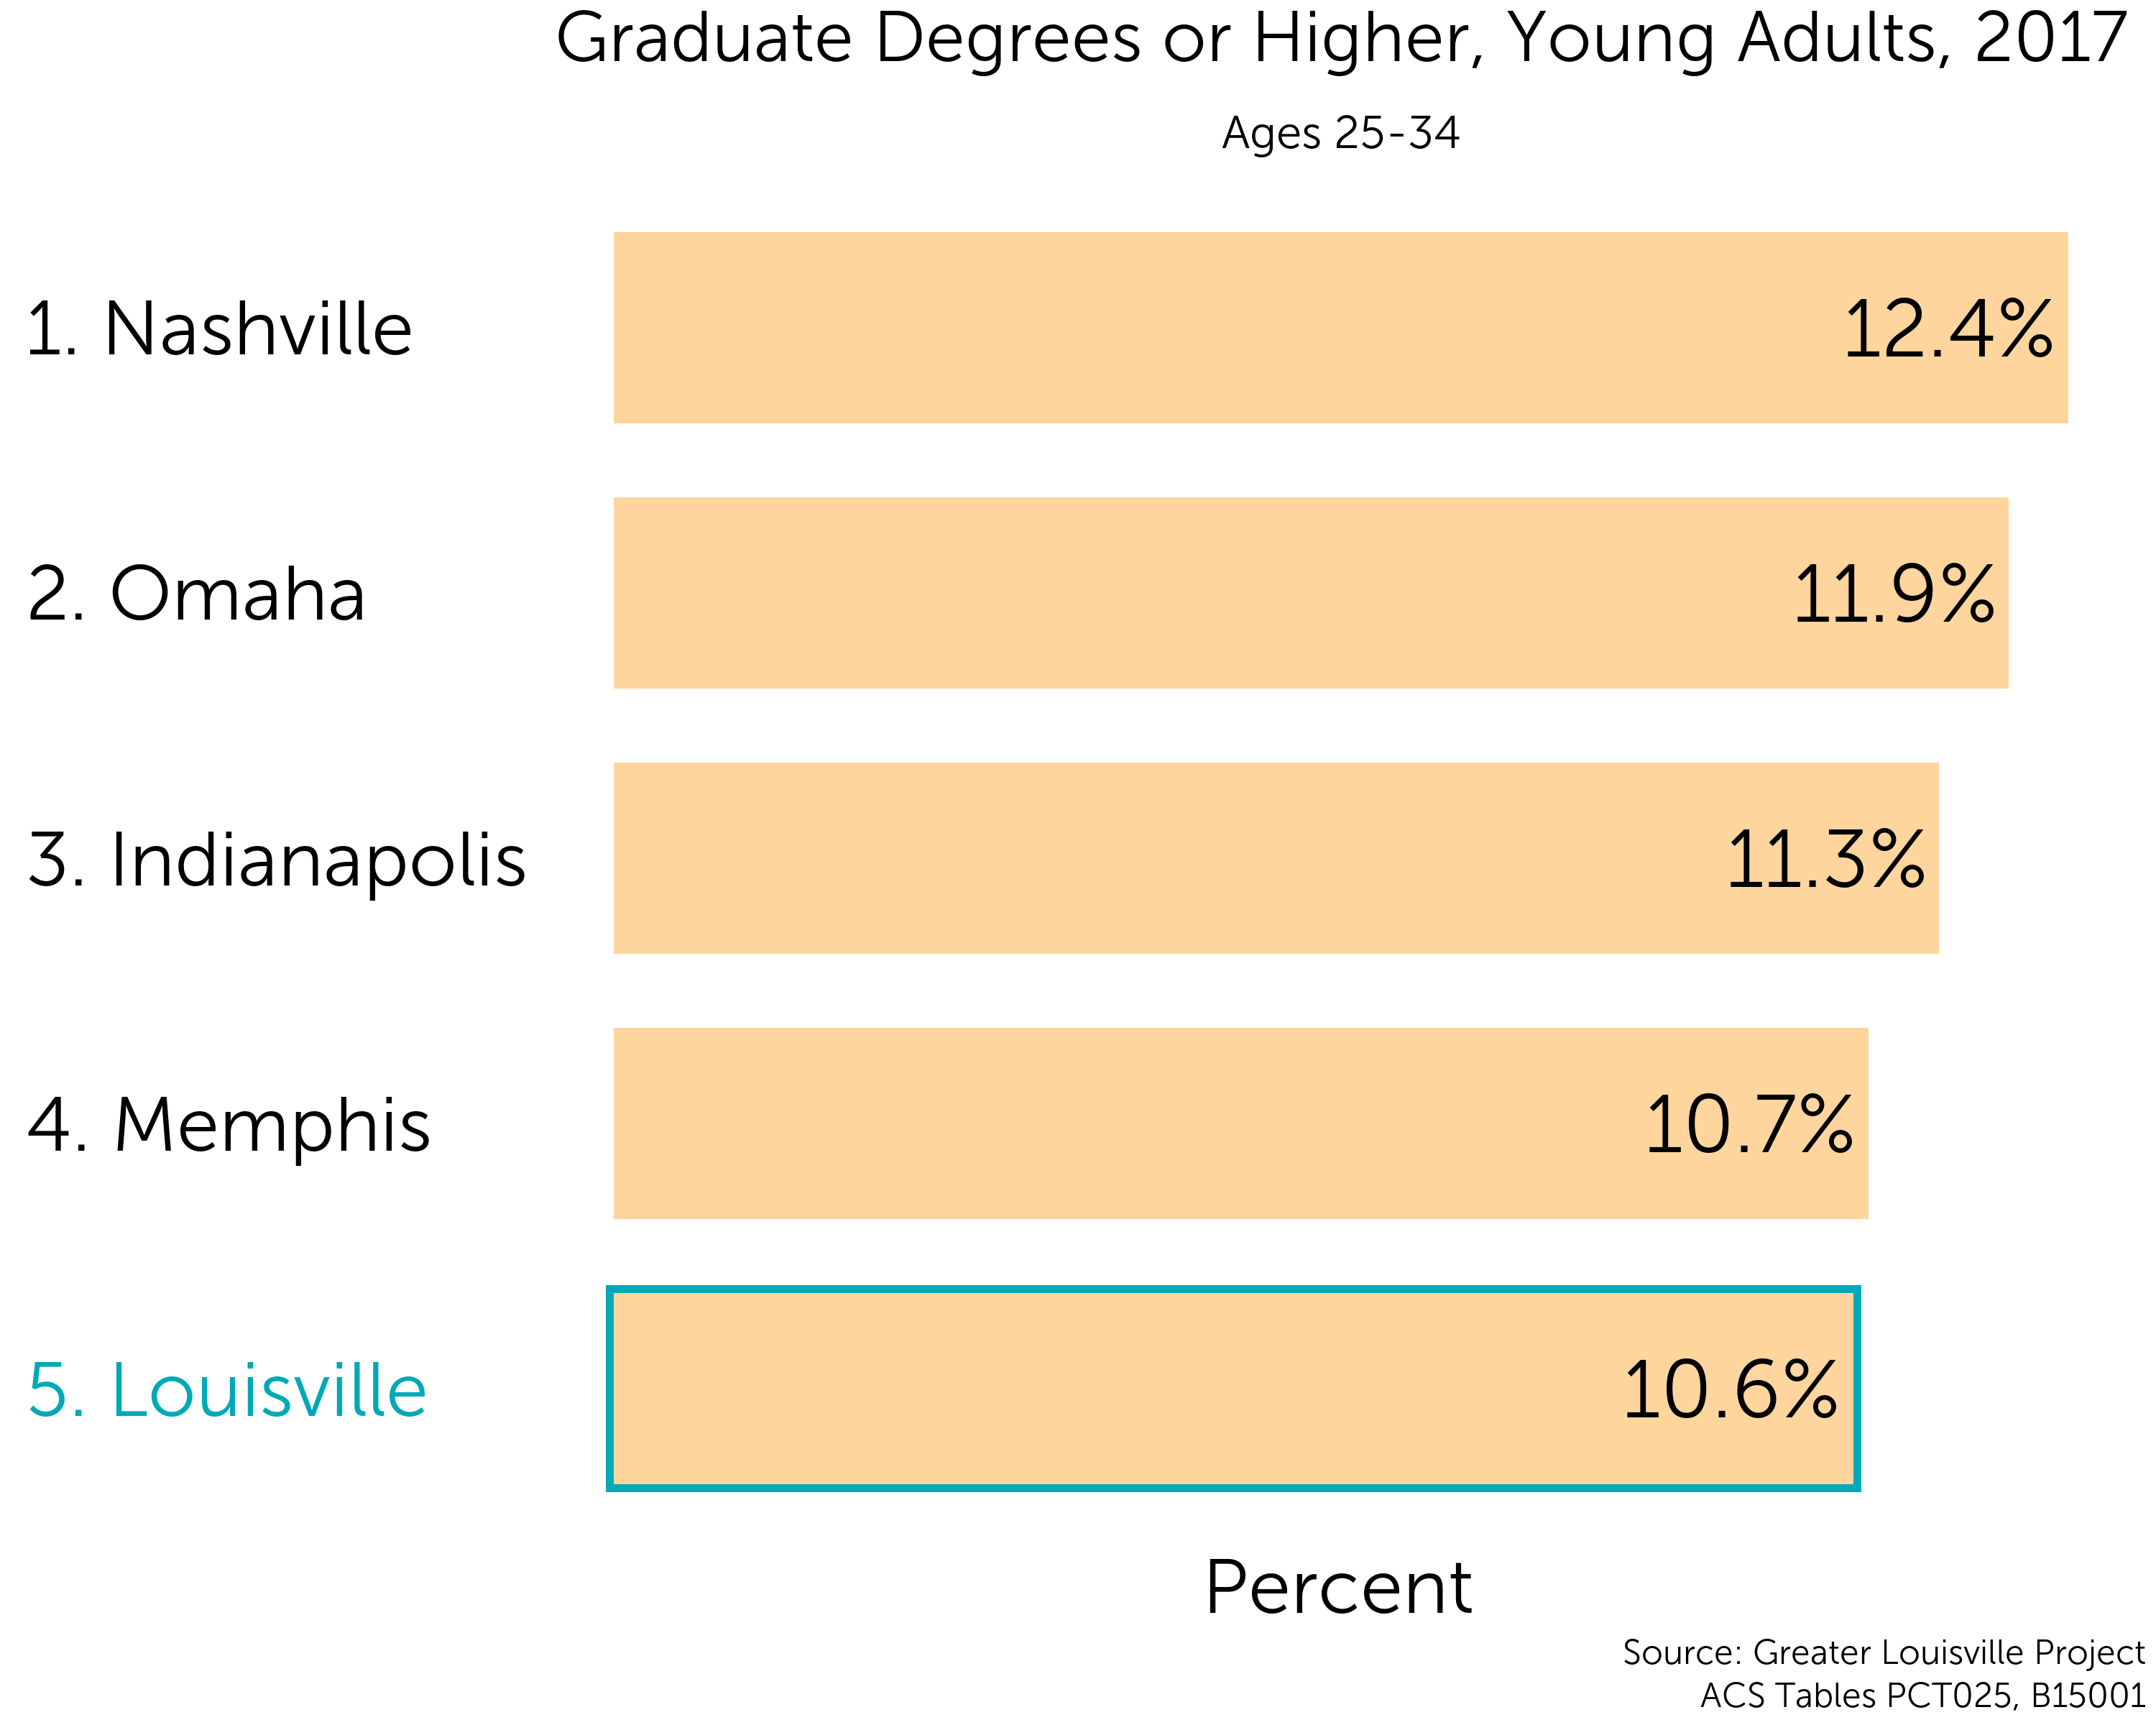 Graduate Degrees or Higher, Young Adults, 2017
Ages 25-34
1. Nashville 12.4%
2. Omaha 11.9%
3. Indianapolis 11.3%
4. Memphis 10.7%
5. Louisville 10.6%
Percent
Source: Greater Louisville Project
ACS Tables PCT025, B15001